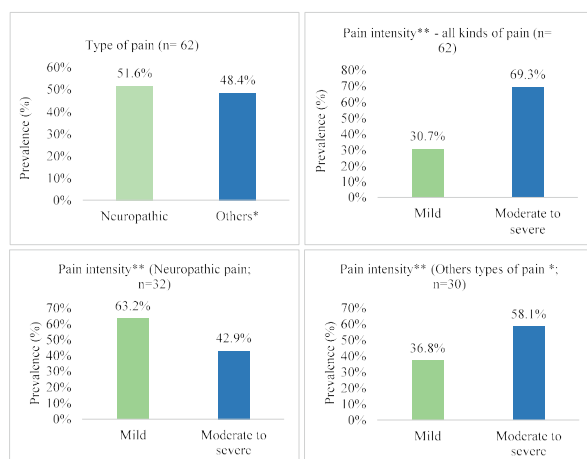 Type of pain (n= 62)
Prevalence (%)
60%
50%
40%
30%
20%
10%
0%
51.6%
48.4%
Neuropathic
Others*
Pain intensity** - all kinds of pain (n=
62)
Prevalence (%)
80%
70%
60%
50%
40%
30%
20%
10%
0%
30.7%
69.3%
Mild
Moderate to
severe
Pain intensity** (Neuropathic pain;
n=32)
Prevalence (%)
70%
60%
50%
40%
30%
20%
10%
0%
63.2%
42.9%
Mild
Moderate to
severe
Pain intensity** (Others types of pain *;
n=30)
Prevalence (%)
70%
60%
50%
40%
30%
20%
10%
0%
36.8%
58.1%
Mild
Moderate to
severe